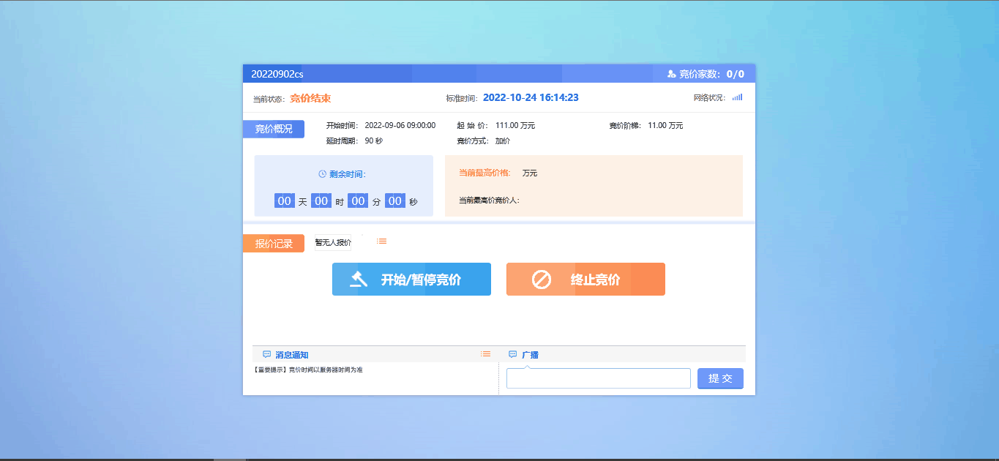 20220902cs 竞价家数: 0/0
当前状态: 竞价结束 标准时间: 2022-10-24 16:14:23 网络状况:
竞价概况 开始时间: 2022-09-06 09:00:00 起 始 价: 111.00 万元 竞价阶梯: 11.00 万元
延时周期: 90 秒 竞价方式: 加价
剩余时间: 当前最高价格: 万元
00 天 00 时 00 分 00 秒 当前最高价竞价人:
报价记录 暂无人报价
开始/暂停竞价 终止竞价
消息通知 广播
【重要提示】竞价时间以服务器时间为准
提 交